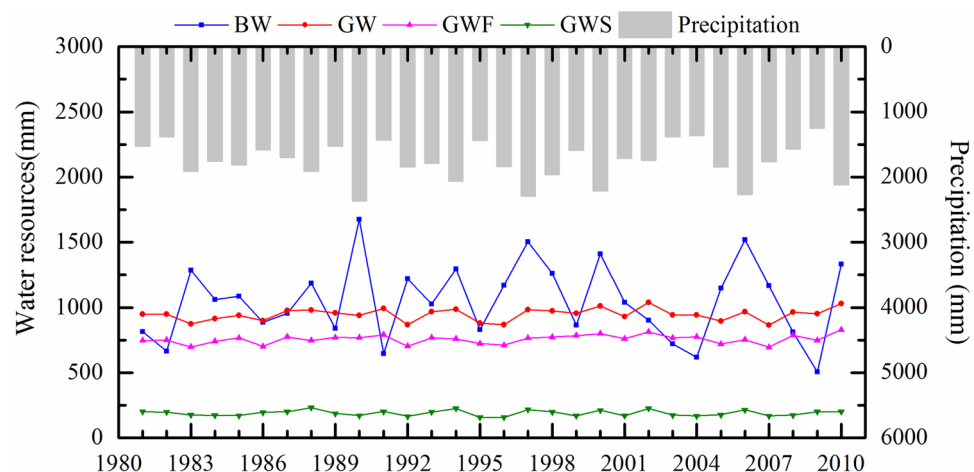 BW GW GWF GWS Precipitation
3000 0
2500 1000
2000 2000
1500 3000
1000 4000
500 5000
0 6000
Water resources(mm)
Precipitation (mm)
1980 1983 1986 1989 1992 1995 1998 2001 2004 2007 2010